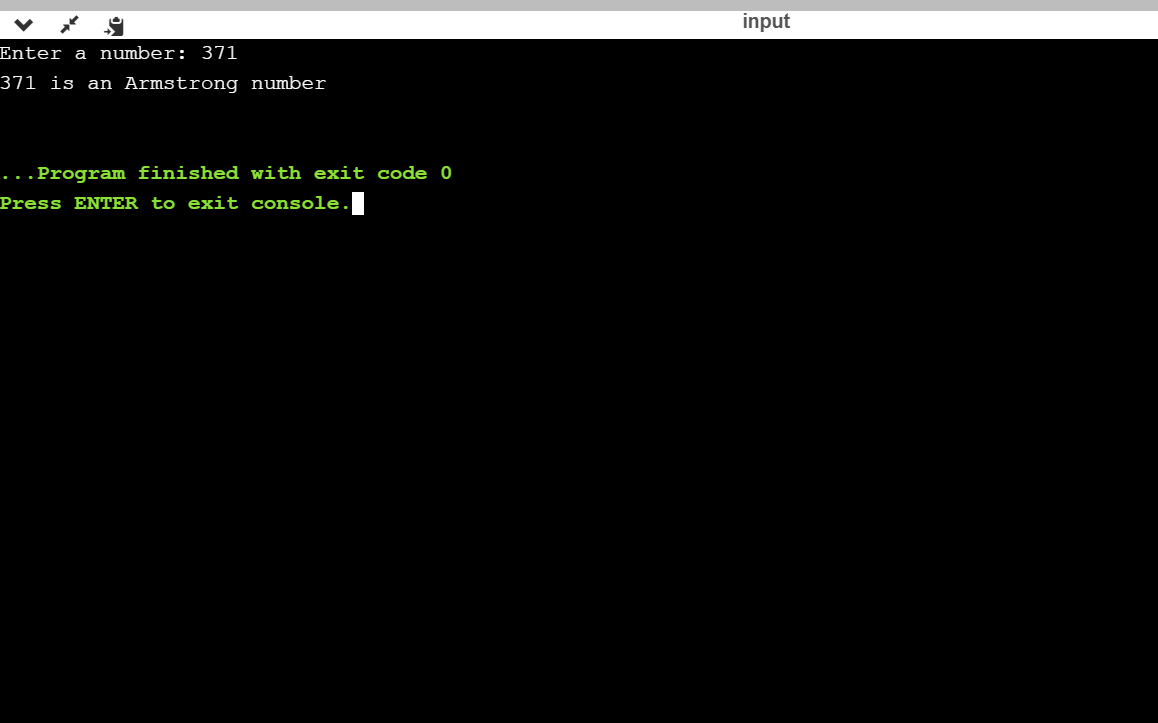 input
Enter a number: 371
371 is an Armstrong number
...Program finished with exit code 0
Press ENTER to exit console.